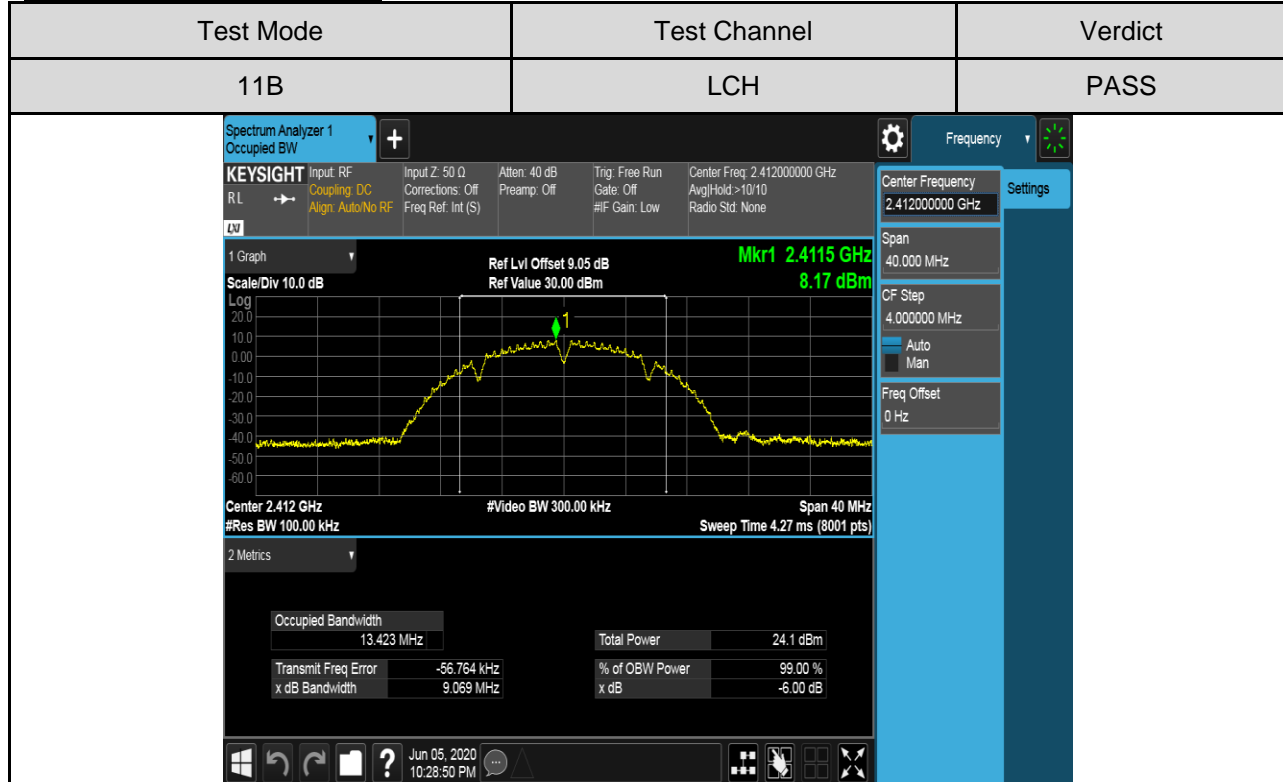 Test Mode Test Channel Verdict
11B LCH PASS
Spectrum Analyzer 1
Occupied BW
+
Frequency
KEYSIGHT Input: RF Input Z: 50 Ω Atten: 40 dB Trig: Free Run Center Freq: 2.412000000 GHz
RL Coupling: DC Corrections: Off Preamp: Off Gate: Off Avg|Hold:>10/10
Align: Auto/No RF Freq Ref: Int (S) #IF Gain: Low Radio Std: None
LXI
Center Frequency
2.412000000 GHz
Settings
Span
40.000 MHz
CF Step
4.000000 MHz
Auto
Man
Freq Offset
0 Hz
1 Graph Ref Lvl Offset 9.05 dB Mkr1 2.4115 GHz
Scale/Div 10.0 dB Ref Value 30.00 dBm 8.17 dBm
Log
20.0
1
10.0
0.00
-10.0
-20.0
-30.0
-40.0
-50.0
-60.0
Center 2.412 GHz #Video BW 300.00 kHz Span 40 MHz
#Res BW 100.00 kHz Sweep Time 4.27 ms (8001 pts)
2 Metrics
Occupied Bandwidth
13.423 MHz Total Power 24.1 dBm
Transmit Freq Error -56.764 kHz % of OBW Power 99.00 %
x dB Bandwidth 9.069 MHz x dB -6.00 dB
? Jun 05, 2020
10:28:50 PM